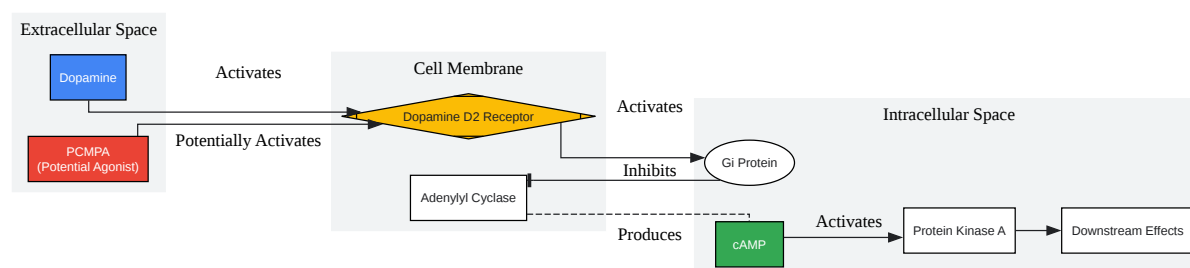 Extracellular Space
Dopamine
PCMPA
(Potential Agonist)
Activates
Potentially Activates
Cell Membrane
Dopamine D2 Receptor
Adenylyl Cyclase
Activates
Inhibits
Produces
Intracellular Space
Gi Protein
cAMP
Activates
Protein Kinase A
Downstream Effects